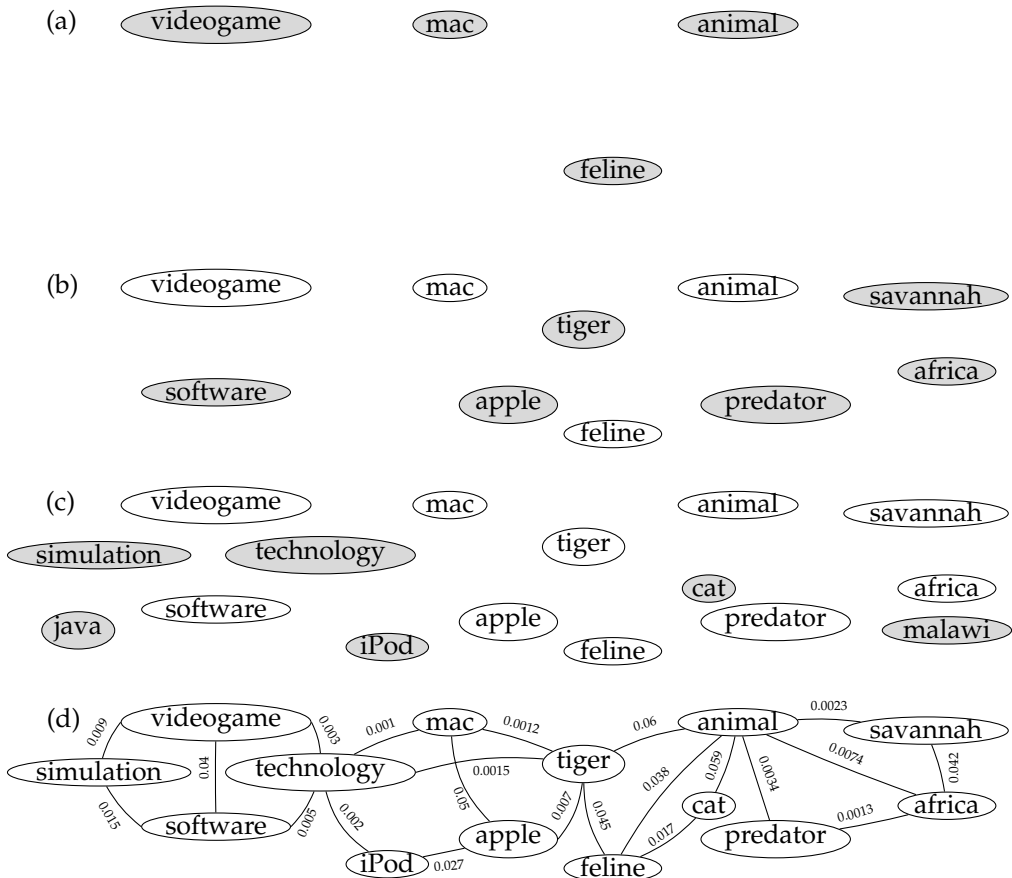 (a) videogame mac animal
feline
(b) videogame mac animal savannah
tiger
africa
software apple predator
feline
(c) videogame mac animal savannah
simulation technology tiger
cat africa
software apple predator
java iPod feline malawi
(d) videogame mac animal savannah
0.009 0.003 0.001 0.0012 0.06 0.0023
simulation technology tiger
0.04 0.0015 0.038 0.059 0.0034 0.0074 0.042
cat africa
0.015 0.005 0.002 0.05 0.007 0.045 0.017 0.0013
software apple predator
iPod 0.027 feline